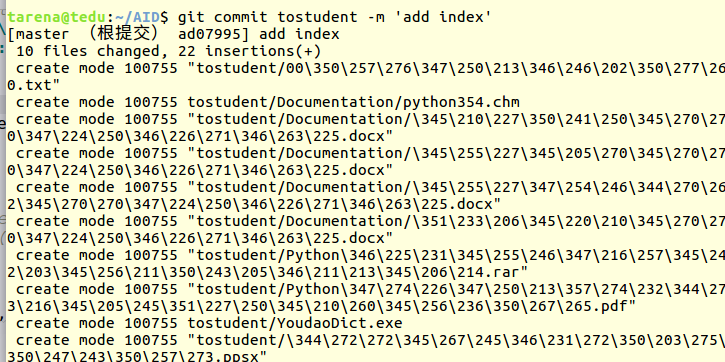 tarena@tedu:~/AID$ git commit tostudent -m 'add index'
[master （根提交） ad07995] add index
 10 files changed, 22 insertions(+)
 create mode 100755 "tostudent/00\350\257\276\347\250\213\346\246\202\350\277\26
0.txt"
 create mode 100755 tostudent/Documentation/python354.chm
 create mode 100755 "tostudent/Documentation/\345\210\227\350\241\250\345\270\27
0\347\224\250\346\226\271\346\263\225.docx"
 create mode 100755 "tostudent/Documentation/\345\255\227\345\205\270\345\270\27
0\347\224\250\346\226\271\346\263\225.docx"
 create mode 100755 "tostudent/Documentation/\345\255\227\347\254\246\344\270\26
2\345\270\270\347\224\250\346\226\271\346\263\225.docx"
 create mode 100755 "tostudent/Documentation/\351\233\206\345\220\210\345\270\27
0\347\224\250\346\226\271\346\263\225.docx"
 create mode 100755 "tostudent/Python\346\225\231\345\255\246\347\216\257\345\24
2\203\345\256\211\350\243\205\346\211\213\345\206\214.rar"
 create mode 100755 "tostudent/Python\347\274\226\347\250\213\357\274\232\344\27
3\216\345\205\245\351\227\250\345\210\260\345\256\236\350\267\265.pdf"
 create mode 100755 tostudent/YoudaoDict.exe
 create mode 100755 "tostudent/\344\272\272\345\267\245\346\231\272\350\203\275\
350\247\243\350\257\273.ppsx"